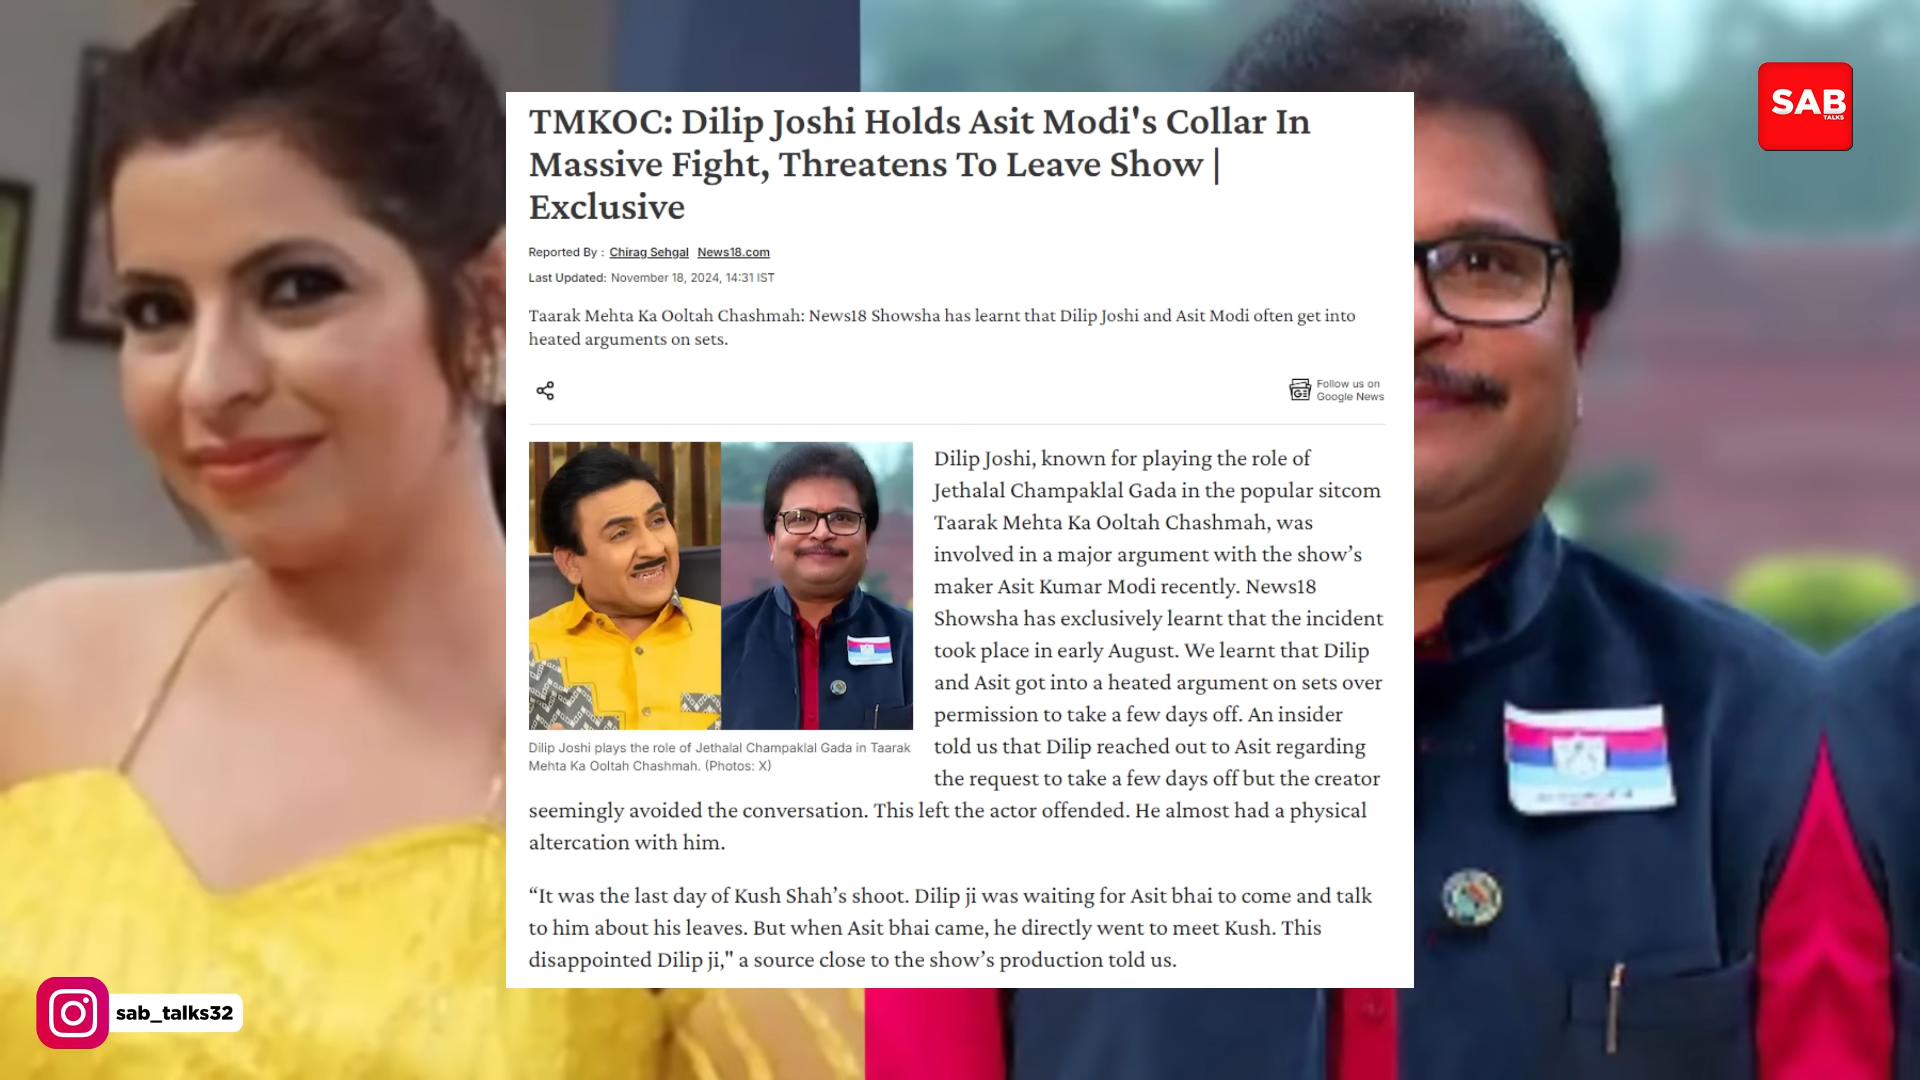 SAB
TALKS
TMKOC: Dilip Joshi Holds Asit Modi's Collar In
Massive Fight, Threatens To Leave Show |
Exclusive
Reported By : Chirag Sehgal News18.com
Last Updated: November 18, 2024, 14:31 IST
Taarak Mehta Ka Ooltah Chashmah: News18 Showsha has learnt that Dilip Joshi and Asit Modi often get into
heated arguments on sets.
Follow us on
Google News
Dilip Joshi plays the role of Jethalal Champaklal Gada in Taarak
Mehta Ka Ooltah Chashmah. (Photos: X)
Dilip Joshi, known for playing the role of
Jethalal Champaklal Gada in the popular sitcom
Taarak Mehta Ka Ooltah Chashmah, was
involved in a major argument with the show’s
maker Asit Kumar Modi recently. News18
Showsha has exclusively learnt that the incident
took place in early August. We learnt that Dilip
and Asit got into a heated argument on sets over
permission to take a few days off. An insider
told us that Dilip reached out to Asit regarding
the request to take a few days off but the creator
seemingly avoided the conversation. This left the actor offended. He almost had a physical
altercation with him.
“It was the last day of Kush Shah’s shoot. Dilip ji was waiting for Asit bhai to come and talk
to him about his leaves. But when Asit bhai came, he directly went to meet Kush. This
disappointed Dilip ji," a source close to the show’s production told us.
sab_talks32